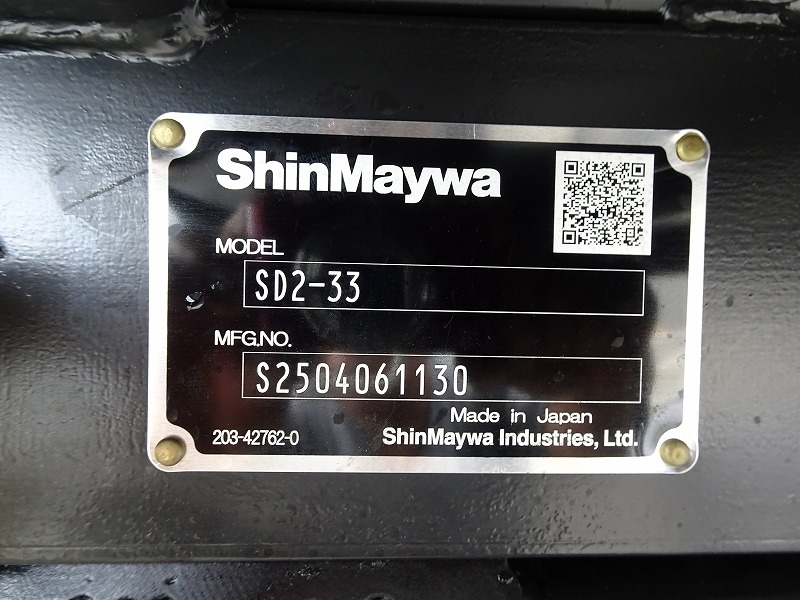 ShinMaywa
MODEL
SD2-33
MFG.NO.
S2504061130
Made in Japan
203-42762-0
ShinMaywa Industries, Ltd.